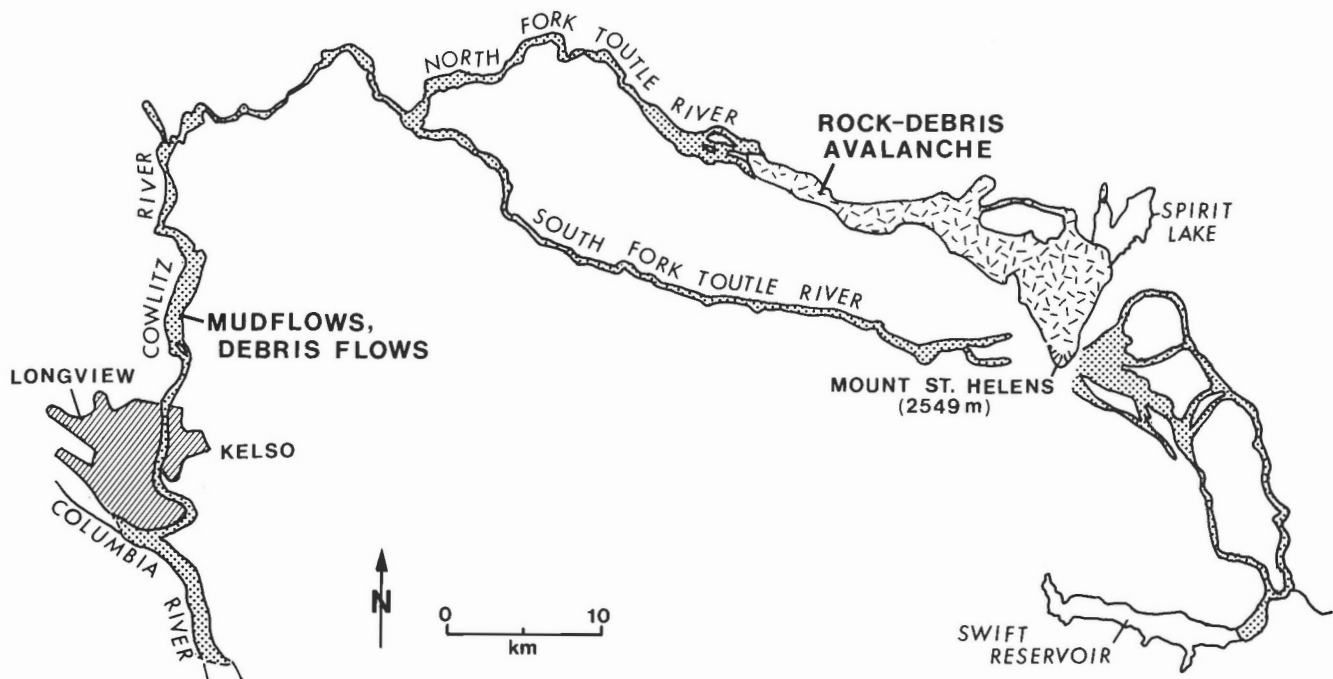 NORTH FORK TOUTLE RIVER
ROCK-DEBRIS
AVALANCHE
SPIRIT
LAKE
SOUTH FORK TOUTLE RIVER
COWLITZ RIVER
MUDFLOWS,
DEBRIS FLOWS
LONGVIEW
MOUNT ST. HELENS
(2549 m)
KELSO
COLUMBIA RIVER
N
0 10
km
SWIFT
RESERVOIR